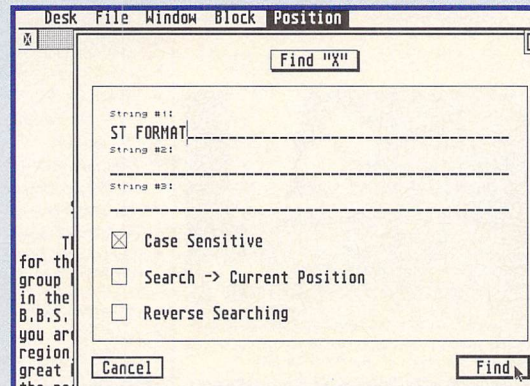 Desk File Window Block Position
Find "X"
String #1:
ST FORMAT
String #2:
String #3:
Case Sensitive
Search -> Current Position
Reverse Searching
for the
group
in the
B.B.S.
you are
region
great
Cancel
Find